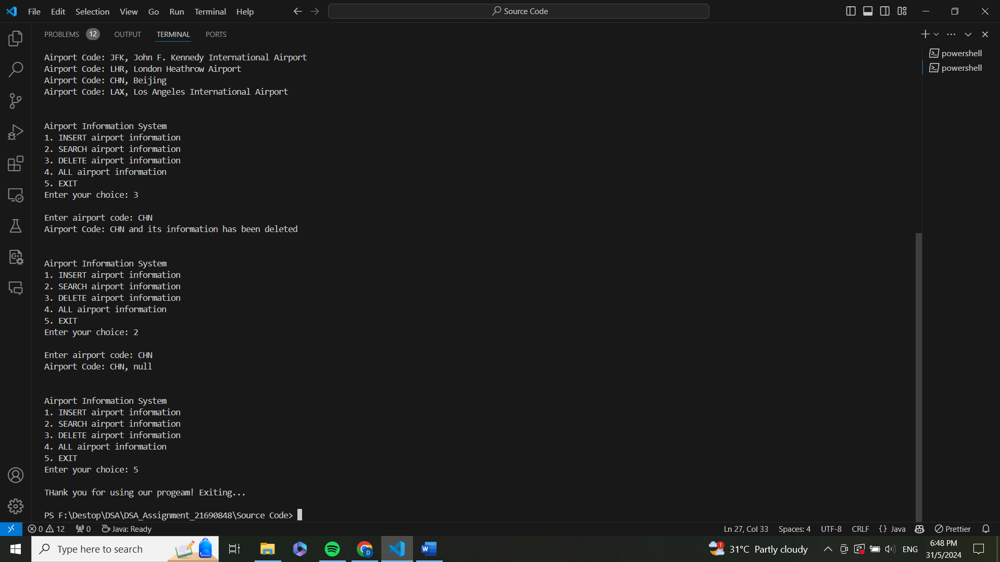 File Edit Selection View Go Run Terminal Help
Source Code
PROBLEMS 12 OUTPUT TERMINAL PORTS
powershell
powershell
Airport Code: JFK, John F. Kennedy International Airport
Airport Code: LHR, London Heathrow Airport
Airport Code: CHN, Beijing
Airport Code: LAX, Los Angeles International Airport
Airport Information System
1. INSERT airport information
2. SEARCH airport information
3. DELETE airport information
4. ALL airport information
5. EXIT
Enter your choice: 3
Enter airport code: CHN
Airport Code: CHN and its information has been deleted
Airport Information System
1. INSERT airport information
2. SEARCH airport information
3. DELETE airport information
4. ALL airport information
5. EXIT
Enter your choice: 2
Enter airport code: CHN
Airport Code: CHN, null
Airport Information System
1. INSERT airport information
2. SEARCH airport information
3. DELETE airport information
4. ALL airport information
5. EXIT
Enter your choice: 5
THank you for using our progeam! Exiting...
PS F:\Destop\DSA\DSA_Assignment_21690848\Source Code>
0 12 0 Java: Ready Ln 27, Col 33 Spaces: 4 UTF-8 CRLF {} Java Prettier
Type here to search
1 31°C Partly cloudy ENG
6:48 PM
31/5/2024